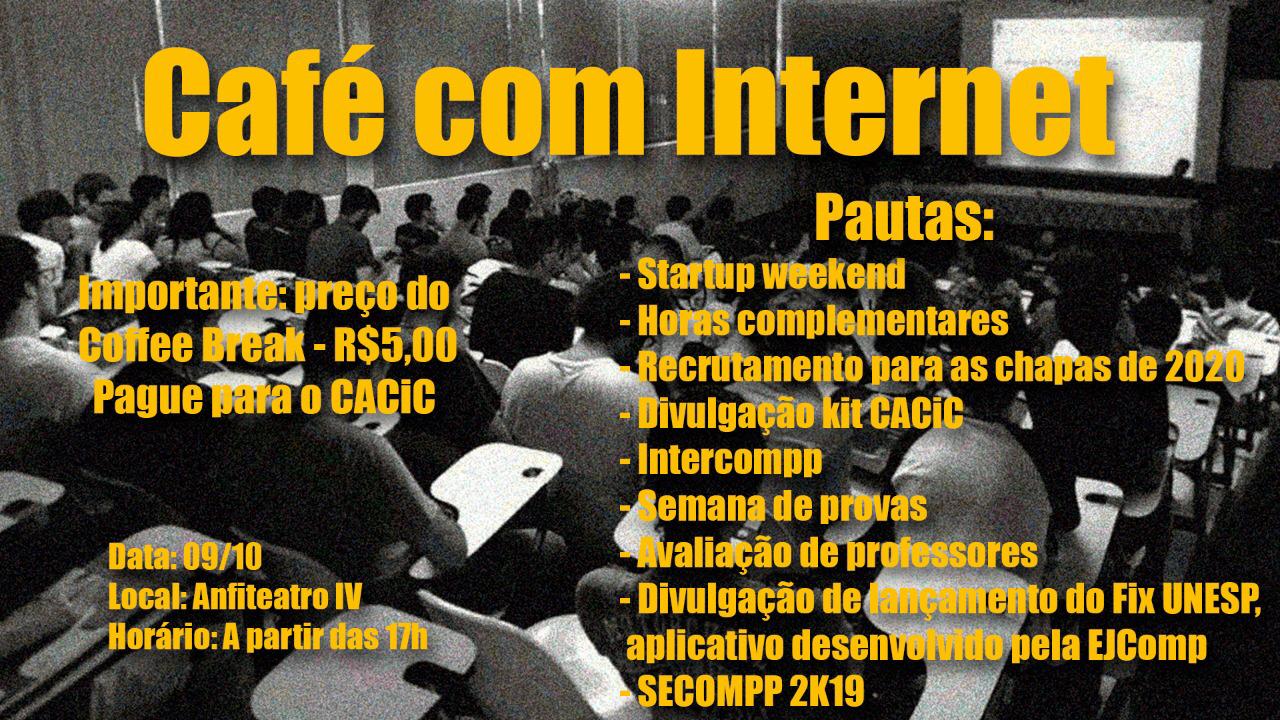 Café com Internet
Importante: preço do
Coffee Break - R$5,00
Pague para o CACiC
Data: 09/10
Local: Anfiteatro IV
Horário: A partir das 17h
Pautas:
- Startup weekend
- Horas complementares
- Recrutamento para as chapas de 2020
- Divulgação kit CACiC
- Intercompp
- Semana de provas
- Avaliação de professores
- Divulgação de lançamento do Fix UNESP,
aplicativo desenvolvido pela EJComp
- SECOMPP 2K19